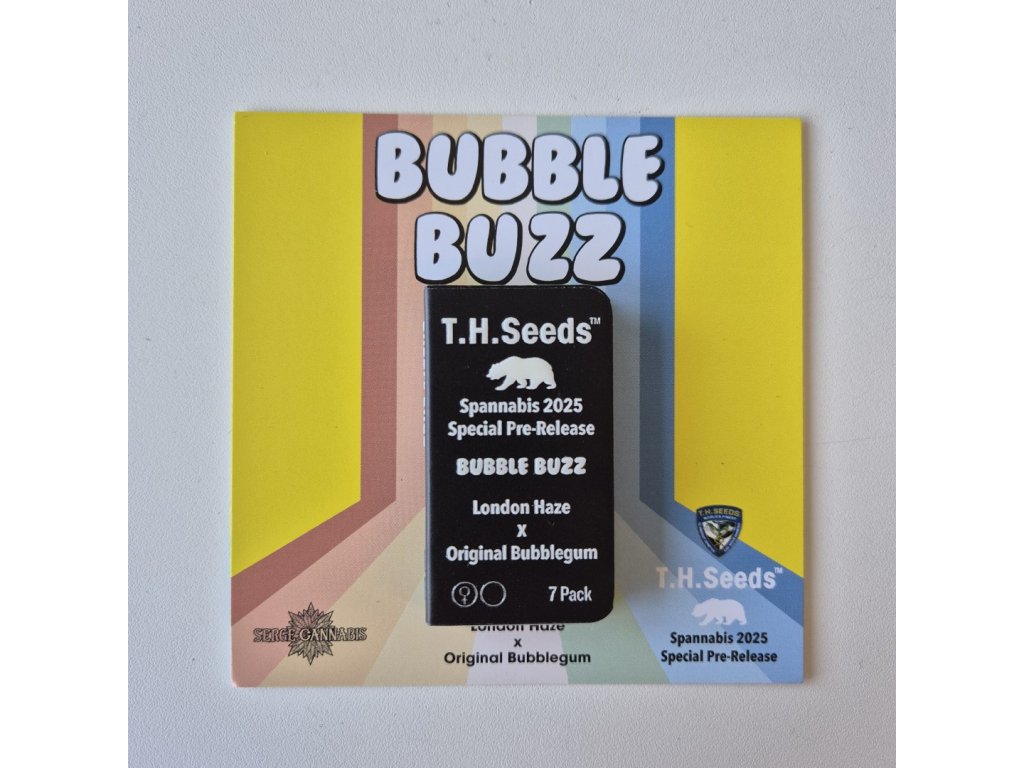 BUBBLE
BUZZ
T.H.Seeds™
Spannabis 2025
Special Pre-Release
BUBBLE BUZZ
London Haze
X
Original Bubblegum
7 Pack
T.H. SEEDS
T.H.Seeds™
Spannabis 2025
Special Pre-Release
SERGE CANNABIS
London Haze
x
Original Bubblegum